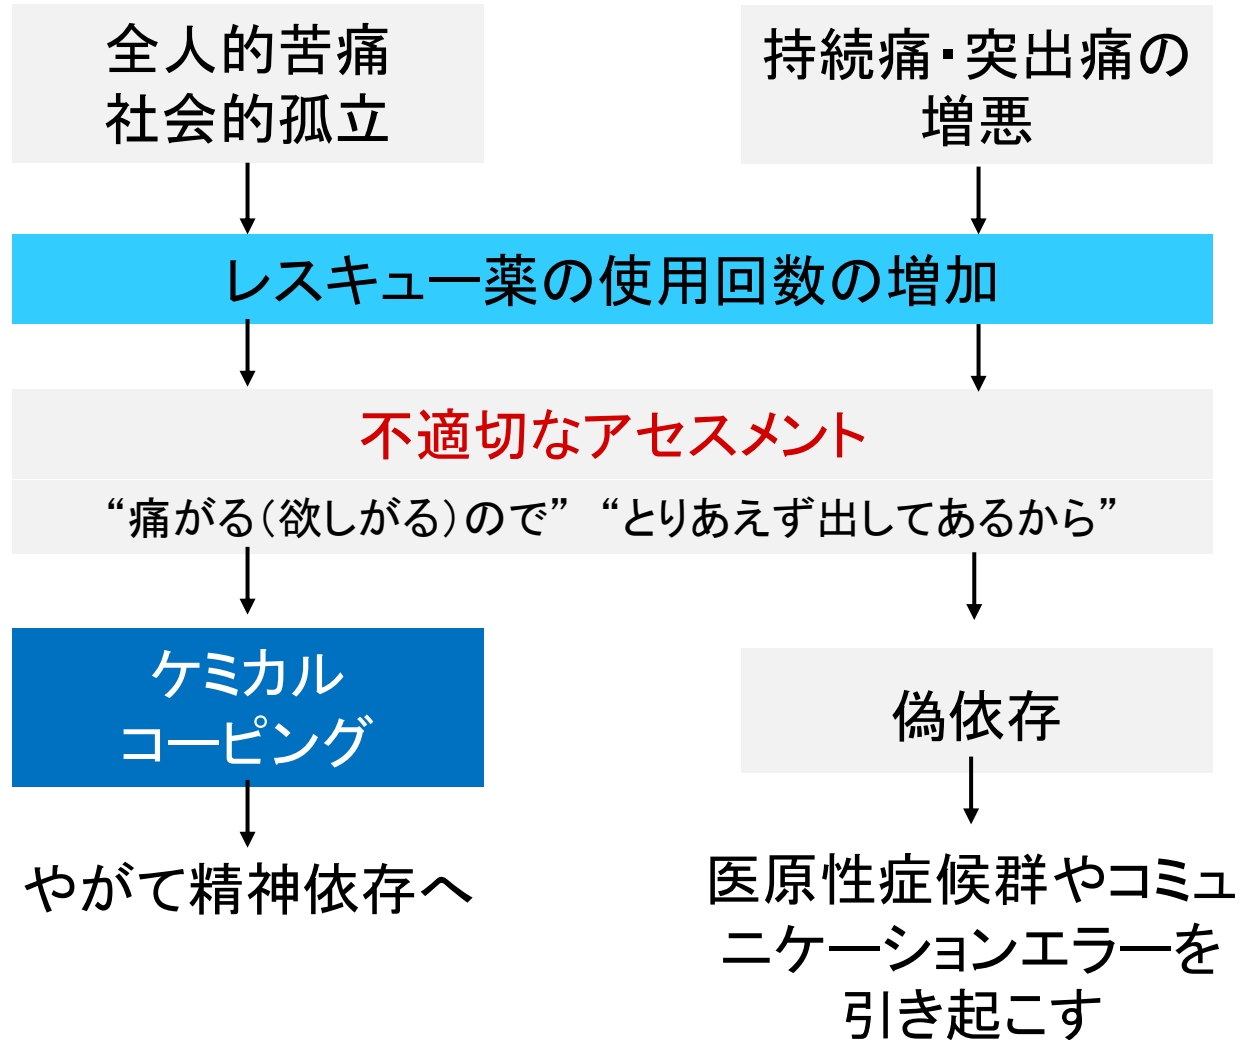 全人的苦痛
社会的孤立
持続痛・突出痛の
増悪
レスキュー薬の使用回数の増加
不適切なアセスメント
“痛がる（欲しがる）ので” “とりあえず出してあるから”
ケミカル
コーピング
偽依存
やがて精神依存へ
医原性症候群やコミュ
ニケーションエラーを
引き起こす